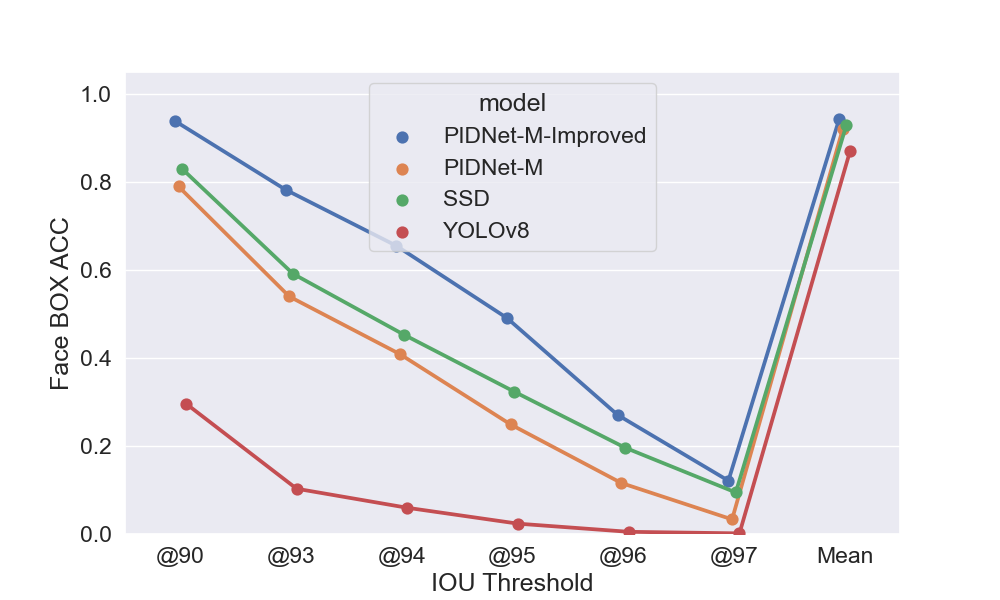 model
PIDNet-M-Improved
PIDNet-M
SSD
YOLOv8
Face BOX ACC
1.0
0.8
0.6
0.4
0.2
0.0
@90 @93 @94 @95 @96 @97 Mean
IOU Threshold